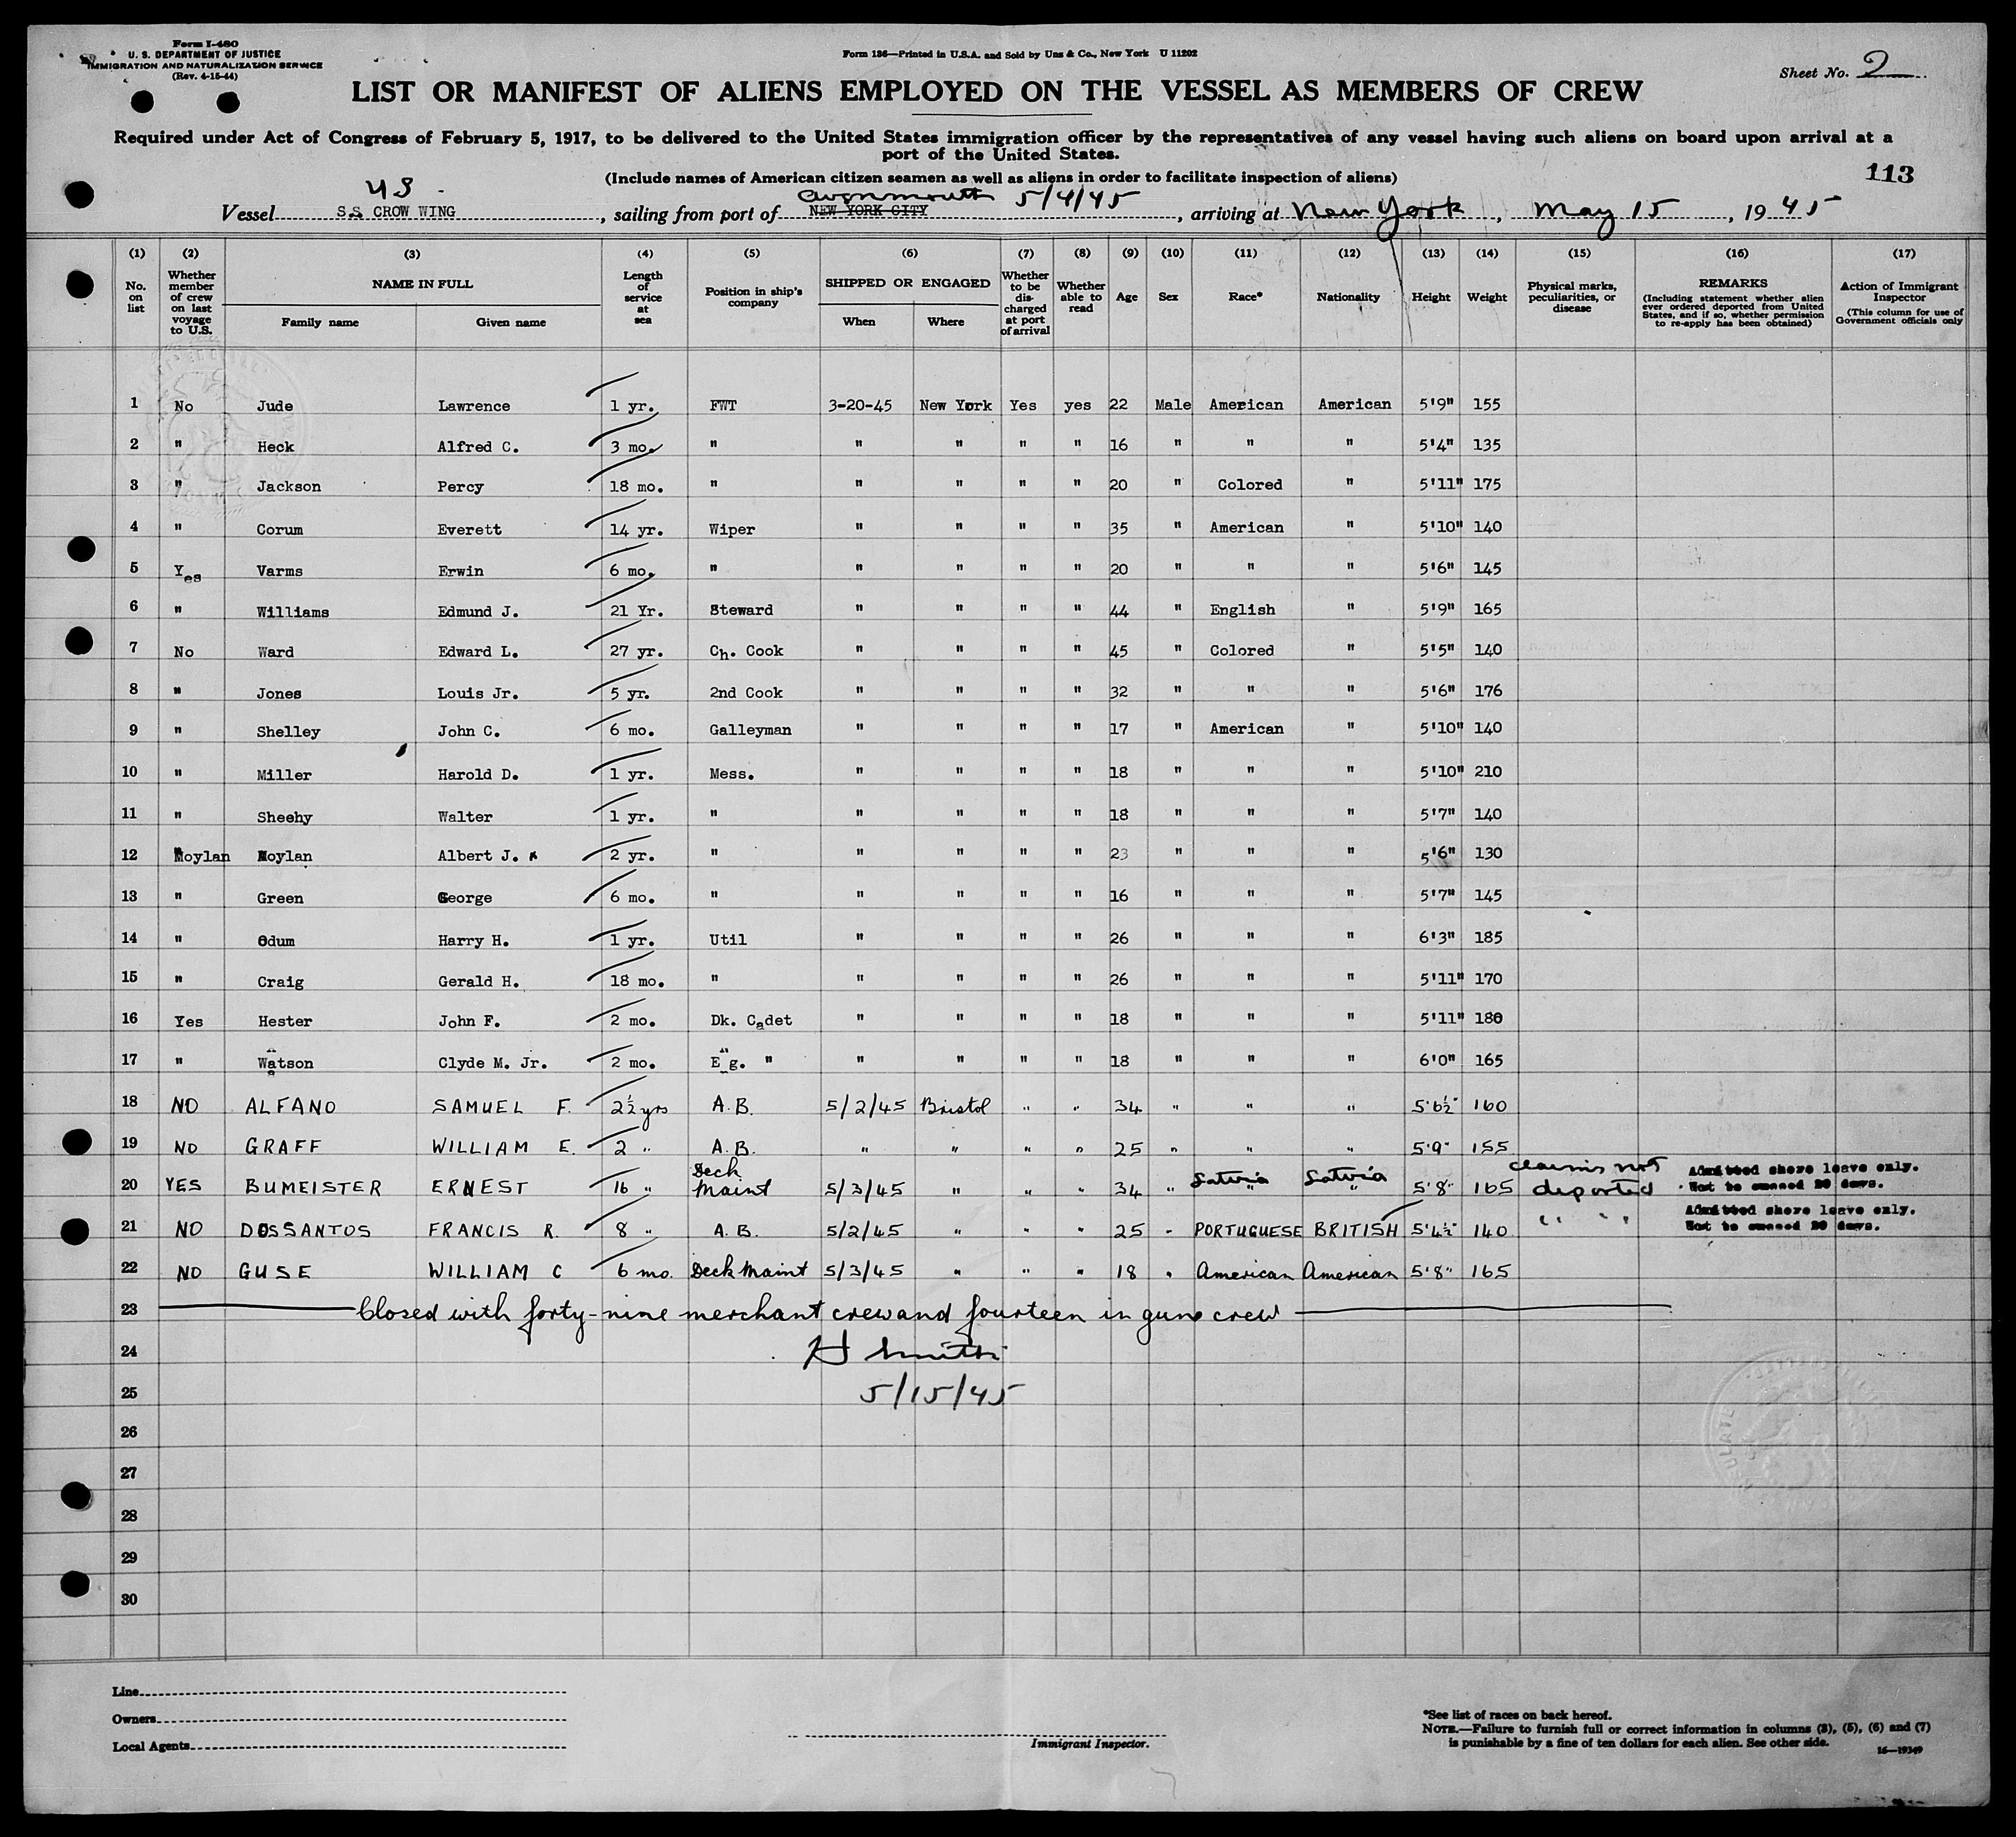 Form I-480
U. S. DEPARTMENT OF JUSTICE
IMMIGRATION AND NATURALIZATION SERVICE
(Rev. 4-15-44)
Form 136—Printed in U.S.A. and Sold by Unz & Co., New York U 11202
Sheet No. 2
LIST OR MANIFEST OF ALIENS EMPLOYED ON THE VESSEL AS MEMBERS OF CREW
Required under Act of Congress of February 5, 1917, to be delivered to the United States immigration officer by the representatives of any vessel having such aliens on board upon arrival at a
port of the United States.
(Include names of American citizen seamen as well as aliens in order to facilitate inspection of aliens)
113
US
Avonmouth 5/4/45
Vessel S.S. CROW WING, sailing from port of NEW YORK CITY, arriving at New York, May 15, 1945
(1) (2) (3) (4) (5) (6) (7) (8) (9) (10) (11) (12) (13) (14) (15) (16) (17)
No. on list
Whether member of crew on last voyage to U.S.
NAME IN FULL
Family name Given name
Length of service at sea
Position in ship's company
SHIPPED OR ENGAGED
When Where
Whether to be discharged at port of arrival
Whether able to read
Age
Sex
Race*
Nationality
Height
Weight
Physical marks, peculiarities, or disease
REMARKS
(Including statement whether alien ever ordered deported from United States, and if so, whether permission to re-apply has been obtained)
Action of Immigrant Inspector
(This column for use of Government officials only
1 No Jude Lawrence 1 yr. FWT 3-20-45 New York Yes yes 22 Male American American 5'9" 155
2 " Heck Alfred C. 3 mo. " " " " " 16 " " " 5'4" 135
3 " Jackson Percy 18 mo. " " " " " 20 " Colored " 5'11" 175
4 " Corum Everett 14 yr. Wiper " " " " 35 " American " 5'10" 140
5 Yes Varms Erwin 6 mo. " " " " " 20 " " " 5'6" 145
6 " Williams Edmund J. 21 Yr. Steward " " " " 44 " English " 5'9" 165
7 No Ward Edward L. 27 yr. Ch. Cook " " " " 45 " Colored " 5'5" 140
8 " Jones Louis Jr. 5 yr. 2nd Cook " " " " 32 " " " 5'6" 176
9 " Shelley John C. 6 mo. Galleyman " " " " 17 " American " 5'10" 140
10 " Miller Harold D. 1 yr. Mess. " " " " 18 " " " 5'10" 210
11 " Sheehy Walter 1 yr. " " " " " 18 " " " 5'7" 140
12 Moylan Moylan Albert J. 2 yr. " " " " " 23 " " " 5'6" 130
13 " Green George 6 mo. " " " " " 16 " " " 5'7" 145
14 " Odum Harry H. 1 yr. Util " " " " 26 " " " 6'3" 185
15 " Craig Gerald H. 18 mo. " " " " " 26 " " " 5'11" 170
16 Yes Hester John F. 2 mo. Dk. Cadet " " " " 18 " " " 5'11" 180
17 " Watson Clyde M. Jr. 2 mo. Eg. " " " " " 18 " " " 6'0" 165
18 NO ALFANO SAMUEL F. 2½ yrs A.B. 5/2/45 Bristol " " 34 " " " 5'6½" 160
19 NO GRAFF WILLIAM E. 2 " A.B. " " " " 25 " " " 5'9" 155
20 YES BUMEISTER ERNEST 16 " Deck Maint 5/3/45 " " " 34 " Latvia Latvia 5'8" 165 claims not deported Admitted shore leave only.
Not to exceed 29 days.
21 NO DOSSANTOS FRANCIS R. 8 " A.B. 5/2/45 " " " 25 " PORTUGUESE BRITISH 5'4½" 140 " " Admitted shore leave only.
Not to exceed 29 days.
22 NO GUSE WILLIAM C 6 mo. Deck Maint 5/3/45 " " " 18 " American American 5'8" 165
23 Closed with forty-nine merchant crew and fourteen in guns crew
24 H Smith
25 5/15/45
26
27
28
29
30
Line
Owners
Local Agents
Immigrant Inspector.
*See list of races on back hereof.
NOTE.—Failure to furnish full or correct information in columns (3), (5), (6) and (7)
is punishable by a fine of ten dollars for each alien. See other side.
16—19349